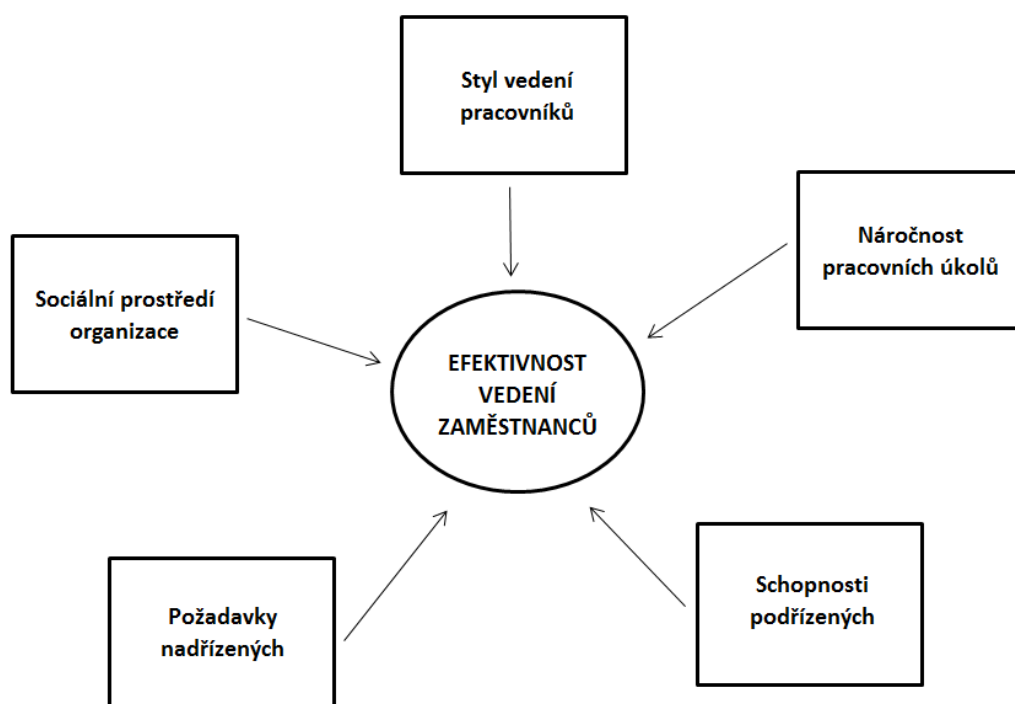 Styl vedení
pracovníků
Náročnost
pracovních úkolů
Sociální prostředí
organizace
EFEKTIVNOST
VEDENÍ
ZAMĚSTNANCŮ
Schopnosti
podřízených
Požadavky
nadřízených